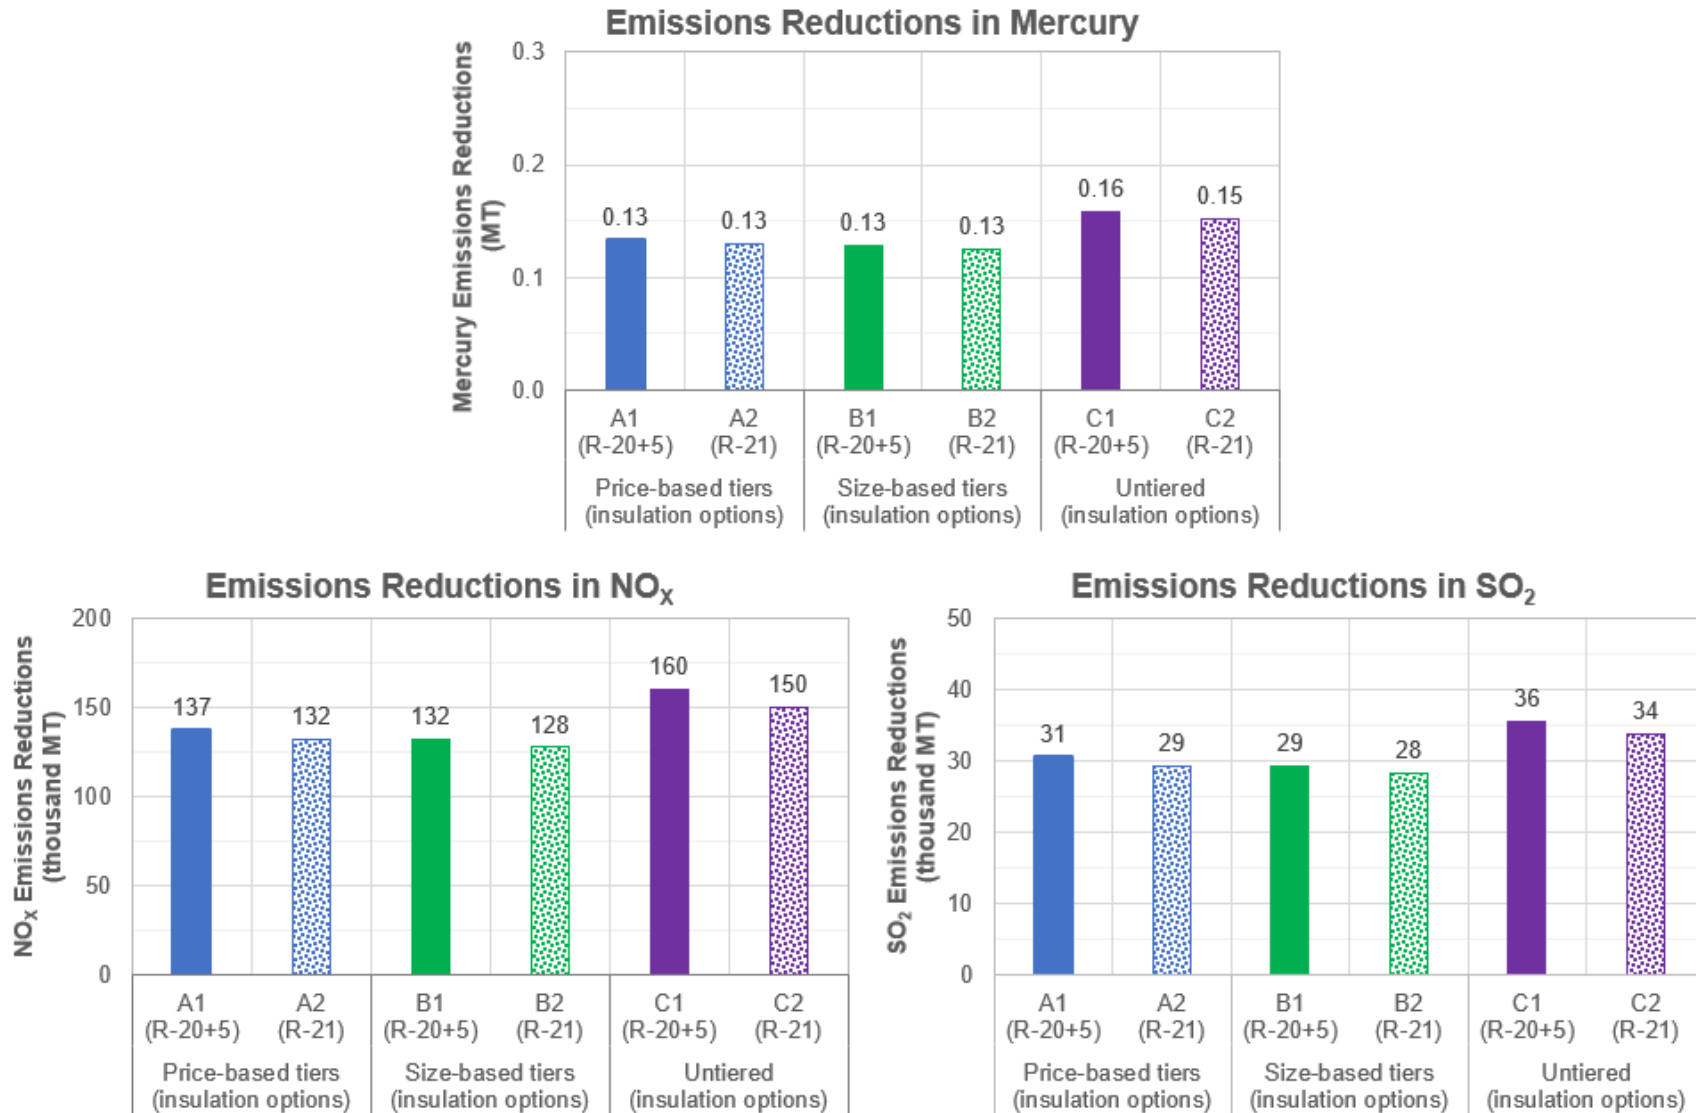 Emissions Reductions in Mercury
Mercury Emissions Reductions
(MT)
0.3
0.2
0.1
0.0
0.13
0.13
0.13
0.13
0.16
0.15
A1 A2 B1 B2 C1 C2
(R-20+5) (R-21) (R-20+5) (R-21) (R-20+5) (R-21)
Price-based tiers Size-based tiers Untiered
(insulation options) (insulation options) (insulation options)
Emissions Reductions in NOX
NOX Emissions Reductions
(thousand MT)
200
150
100
50
0
137
132
132
128
160
150
A1 A2 B1 B2 C1 C2
(R-20+5) (R-21) (R-20+5) (R-21) (R-20+5) (R-21)
Price-based tiers Size-based tiers Untiered
(insulation options) (insulation options) (insulation options)
Emissions Reductions in SO2
SO2 Emissions Reductions
(thousand MT)
50
40
30
20
10
0
31
29
29
28
36
34
A1 A2 B1 B2 C1 C2
(R-20+5) (R-21) (R-20+5) (R-21) (R-20+5) (R-21)
Price-based tiers Size-based tiers Untiered
(insulation options) (insulation options) (insulation options)